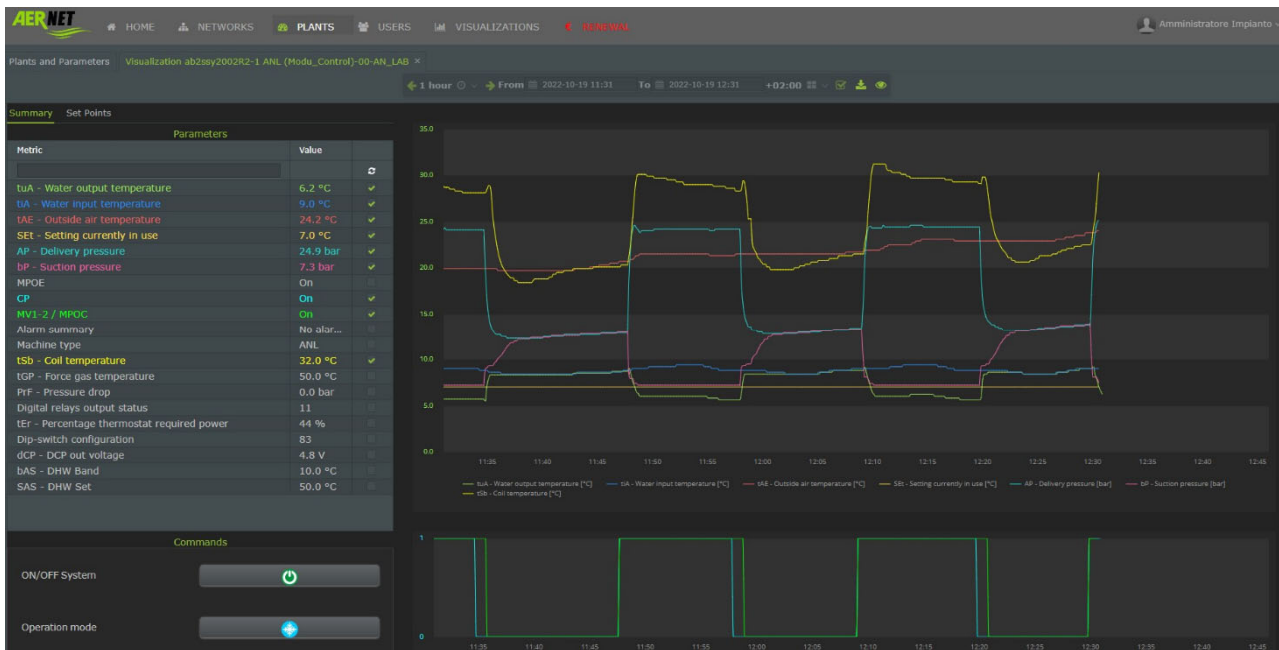 AERNET
HOME NETWORKS PLANTS USERS VISUALIZATIONS RENEWAL Amministratore Impianto
Plants and Parameters Visualization ab2ssy2002R2-1 ANL (Modu_Control)-00-AN_LAB ×
1 hour From 2022-10-19 11:31 To 2022-10-19 12:31 +02:00
Summary Set Points
Parameters
Metric Value
tuA - Water output temperature 6.2 °C
tiA - Water input temperature 9.0 °C
tAE - Outside air temperature 24.2 °C
SEt - Setting currently in use 7.0 °C
AP - Delivery pressure 24.9 bar
bP - Suction pressure 7.3 bar
MPOE On
CP On
MV1-2 / MPOC On
Alarm summary No alar...
Machine type ANL
tSb - Coil temperature 32.0 °C
tGP - Force gas temperature 50.0 °C
PrF - Pressure drop 0.0 bar
Digital relays output status 11
tEr - Percentage thermostat required power 44 %
Dip-switch configuration 83
dCP - DCP out voltage 4.8 V
bAS - DHW Band 10.0 °C
SAS - DHW Set 50.0 °C
Commands
ON/OFF System
Operation mode
35.0
30.0
25.0
20.0
15.0
10.0
5.0
0.0
11:35 11:40 11:45 11:50 11:55 12:00 12:05 12:10 12:15 12:20 12:25 12:30 12:35 12:40 12:45
tuA - Water output temperature [°C] tiA - Water input temperature [°C] tAE - Outside air temperature [°C] SEt - Setting currently in use [°C] AP - Delivery pressure [bar] bP - Suction pressure [bar]
tSb - Coil temperature [°C]
1
0
11:35 11:40 11:45 11:50 11:55 12:00 12:05 12:10 12:15 12:20 12:25 12:30 12:35 12:40 12:45